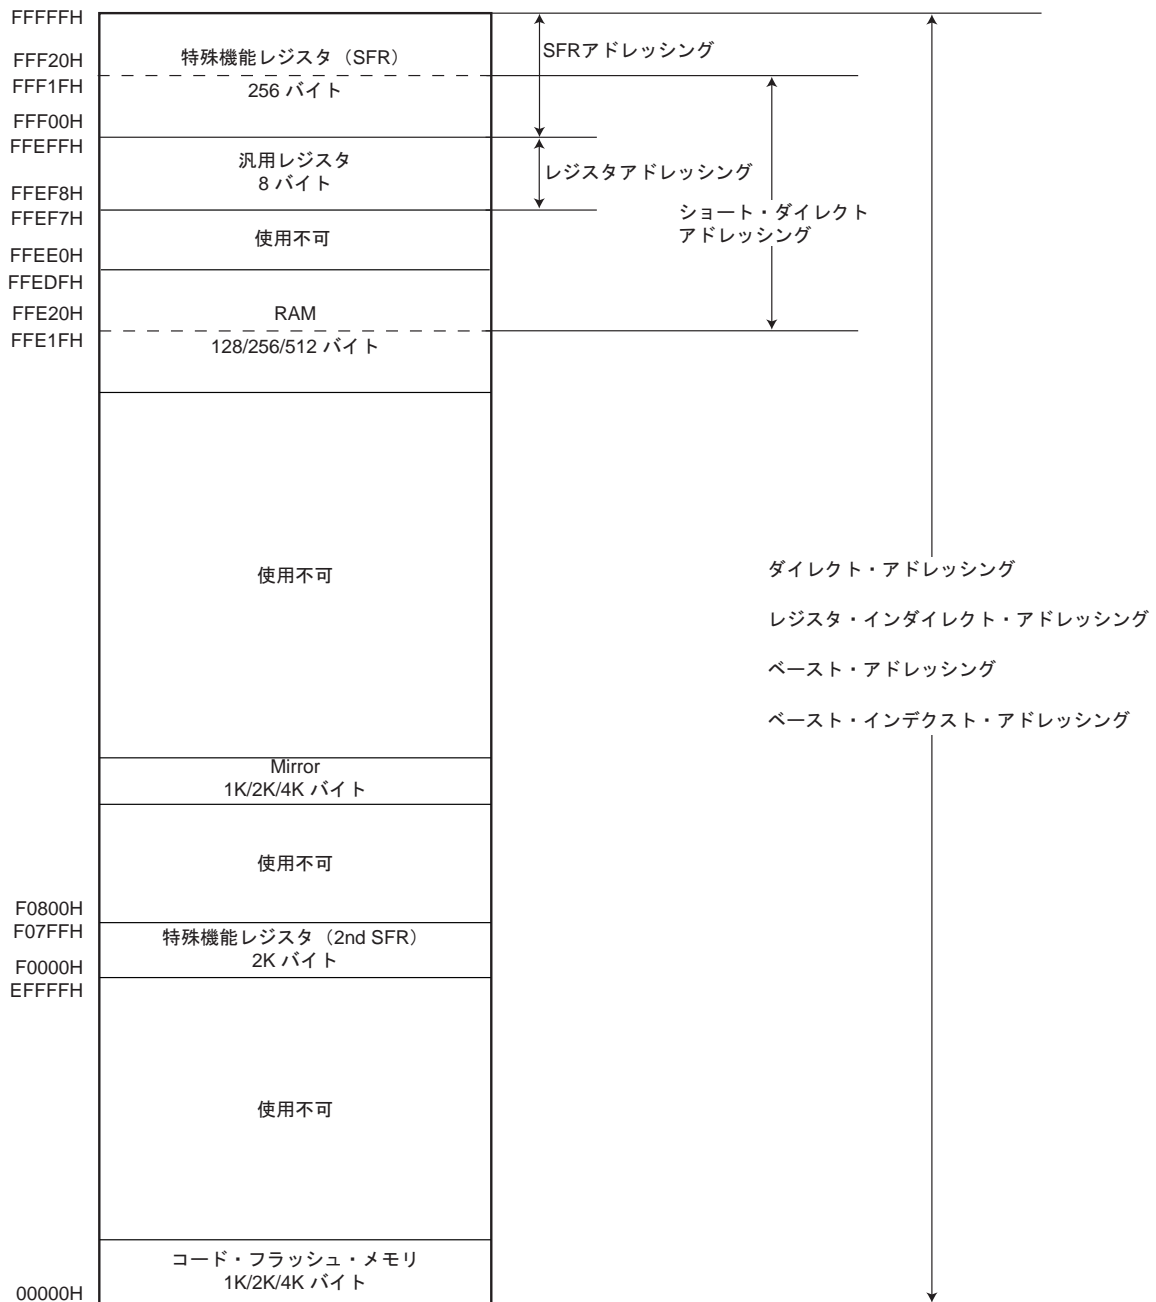 FFFFFH
特殊機能レジスタ（SFR）
256 バイト
SFRアドレッシング
FFF20H
FFF1FH
FFF00H
FFEFFH
汎用レジスタ
8 バイト
レジスタアドレッシング
FFEF8H
FFEF7H
ショート・ダイレクト
アドレッシング
使用不可
FFEE0H
FFEDFH
RAM
128/256/512 バイト
FFE20H
FFE1FH
使用不可
ダイレクト・アドレッシング
レジスタ・インダイレクト・アドレッシング
ベースト・アドレッシング
ベースト・インデクスト・アドレッシング
Mirror
1K/2K/4K バイト
使用不可
F0800H
F07FFH
特殊機能レジスタ（2nd SFR）
2K バイト
F0000H
EFFFFH
使用不可
コード・フラッシュ・メモリ
1K/2K/4K バイト
00000H